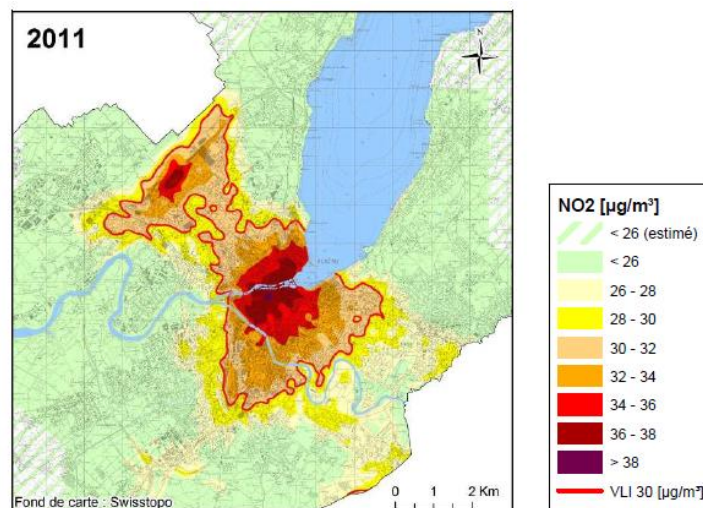 2011
N
NO2 [µg/m³]
< 26 (estimé)
< 26
26 - 28
28 - 30
30 - 32
32 - 34
34 - 36
36 - 38
> 38
VLI 30 [µg/m³]
Fond de carte : Swisstopo
0 1 2 Km